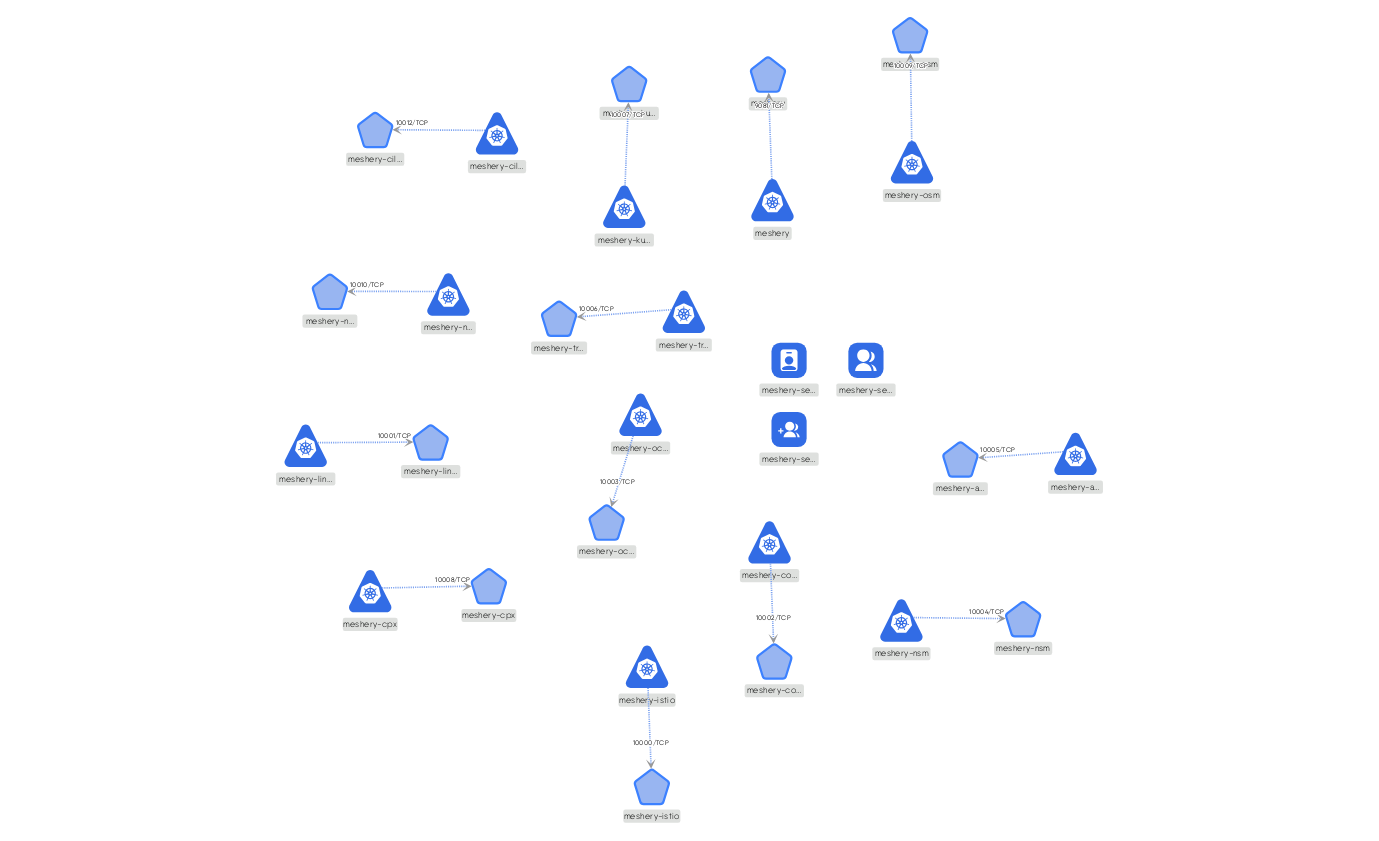 10009/TCP
9081/TCP
10007/TCP
10012/TCP
meshery-cil...
meshery-cil...
meshery-osm
meshery
meshery-ku...
10010/TCP
meshery-n...
meshery-n...
10006/TCP
meshery-tr...
meshery-tr...
meshery-se...
meshery-se...
meshery-se...
10001/TCP
meshery-lin...
meshery-lin...
meshery-oc...
10003/TCP
meshery-oc...
10005/TCP
meshery-a...
meshery-a...
10008/TCP
meshery-cpx
meshery-cpx
meshery-co...
10002/TCP
meshery-co...
10004/TCP
meshery-nsm
meshery-nsm
meshery-istio
10000/TCP
meshery-istio